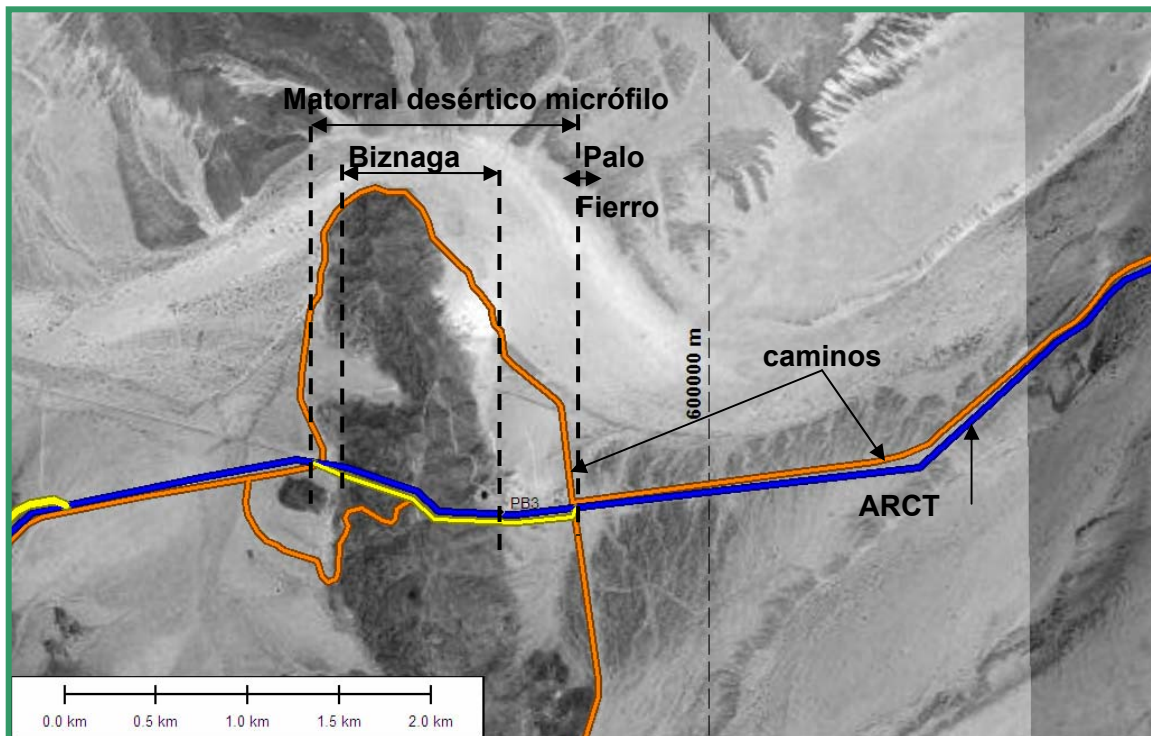 Matorral desértico micrófilo
Biznaga
Palo
Fierro
600000 m
caminos
PB3
ARCT
0.0 km 0.5 km 1.0 km 1.5 km 2.0 km